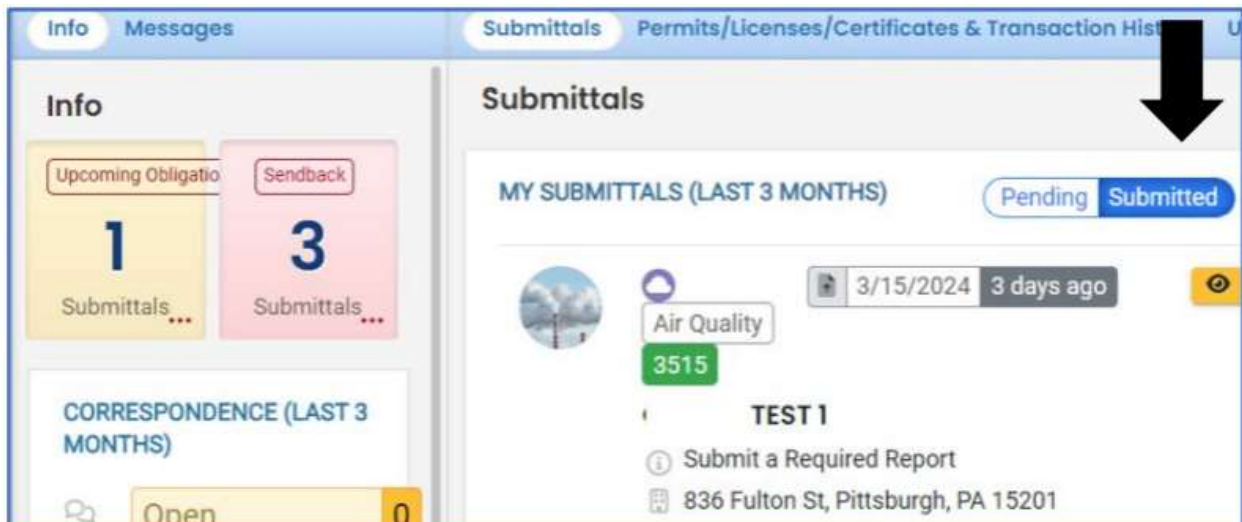 Info Messages
Submittals Permits/Licenses/Certificates & Transaction Hist U
Info
Upcoming Obligatio
1
Submittals...
Sendback
3
Submittals...
CORRESPONDENCE (LAST 3
MONTHS)
Open 0
Submittals
MY SUBMITTALS (LAST 3 MONTHS)
Pending Submitted
3/15/2024 3 days ago
Air Quality
3515
TEST 1
Submit a Required Report
836 Fulton St, Pittsburgh, PA 15201